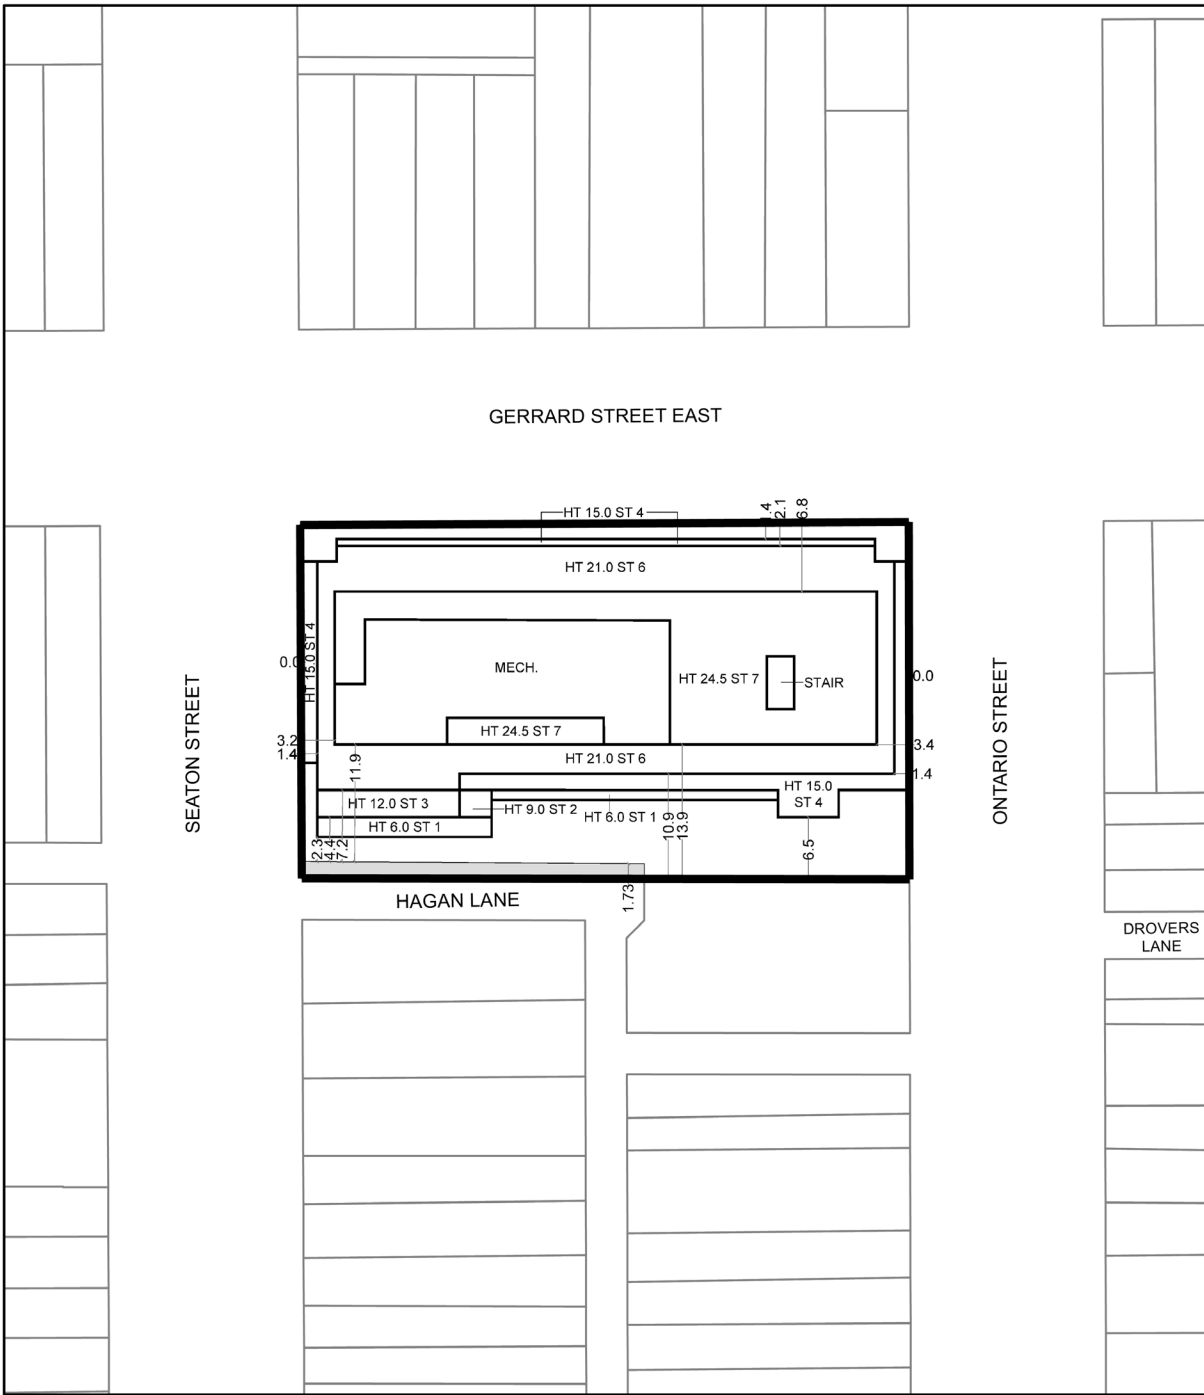 GERRARD STREET EAST
HT 15.0 ST 4
2.1
6.8
HT 21.0 ST 6
HT 15.0 ST 4
MECH.
HT 24.5 ST 7
STAIR
0.0
SEATON STREET
ONTARIO STREET
HT 24.5 ST 7
3.2
1.4
3.4
1.4
HT 21.0 ST 6
11.9
HT 15.0
ST 4
HT 12.0 ST 3
HT 9.0 ST 2
HT 6.0 ST 1
HT 6.0 ST 1
2.3
4.4
7.2
10.9
13.9
6.5
1.73
HAGAN LANE
DROVERS
LANE